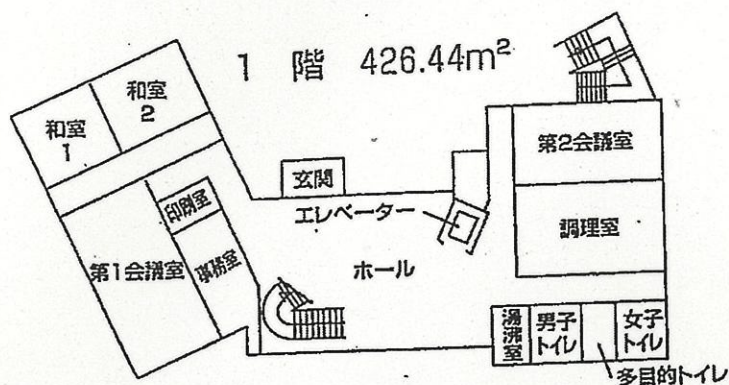 1 階 426.44m²
和室
1
和室
2
第2会議室
玄関
印刷室
エレベーター
調理室
第1会議室
事務室
ホール
湯沸室
男子
トイレ
女子
トイレ
多目的トイレ